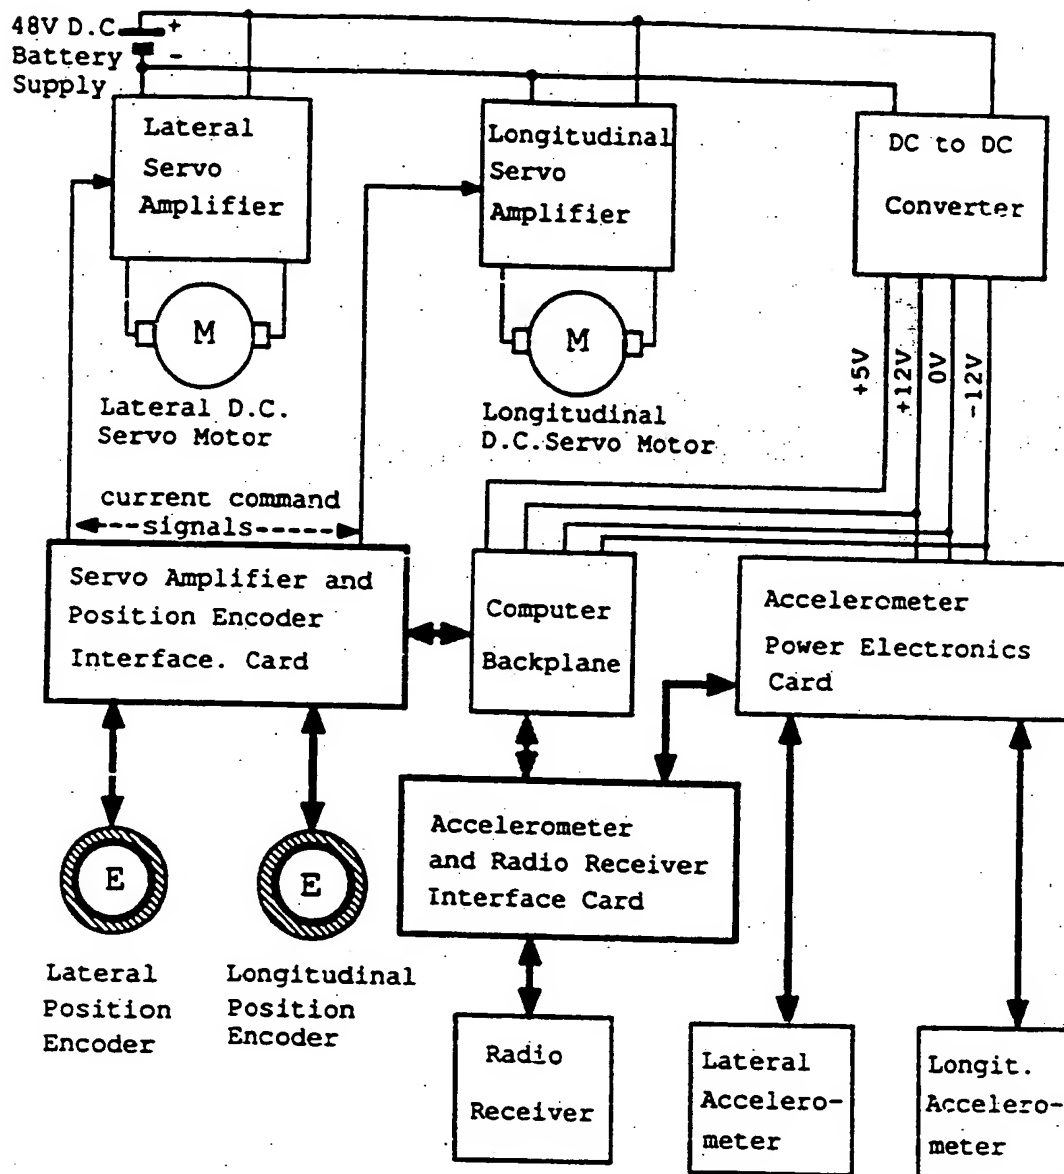 48V D.C
+
Battery
-
Supply
Lateral
Servo
Amplifier
Longitudinal
Servo
Amplifier
DC to DC
Converter
M
M
Lateral D.C.
Servo Motor
Longitudinal
D.C.Servo Motor
+5V
+12V
0V
-12V
current command
signals
Servo Amplifier and
Position Encoder
Interface. Card
Computer
Backplane
Accelerometer
Power Electronics
Card
Accelerometer
and Radio Receiver
Interface Card
E
E
Lateral
Position
Encoder
Longitudinal
Position
Encoder
Radio
Receiver
Lateral
Accelero-
meter
Longit.
Accelero-
meter